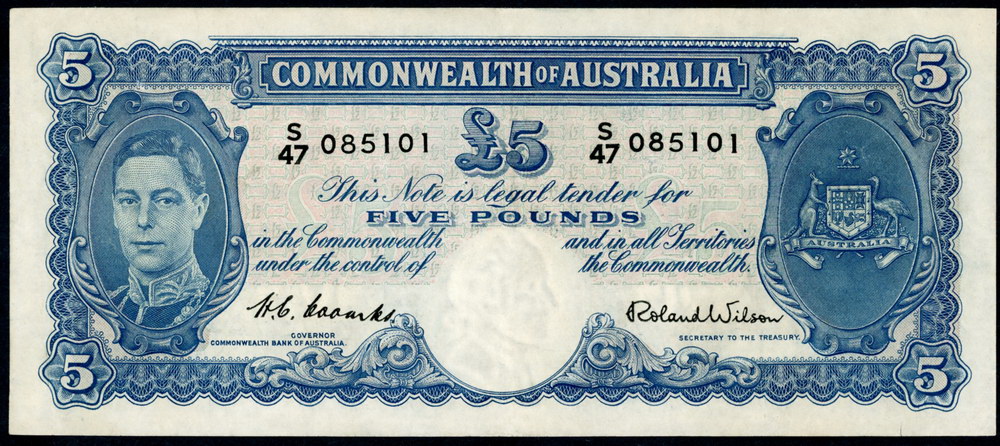 5 5
COMMONWEALTH OF AUSTRALIA
S/47 085101 £5 S/47 085101
This Note is legal tender for
FIVE POUNDS
in the Commonwealth and in all Territories
under the control of the Commonwealth.
AUSTRALIA
Roland Wilson
GOVERNOR
COMMONWEALTH BANK OF AUSTRALIA.
SECRETARY TO THE TREASURY.
5 5